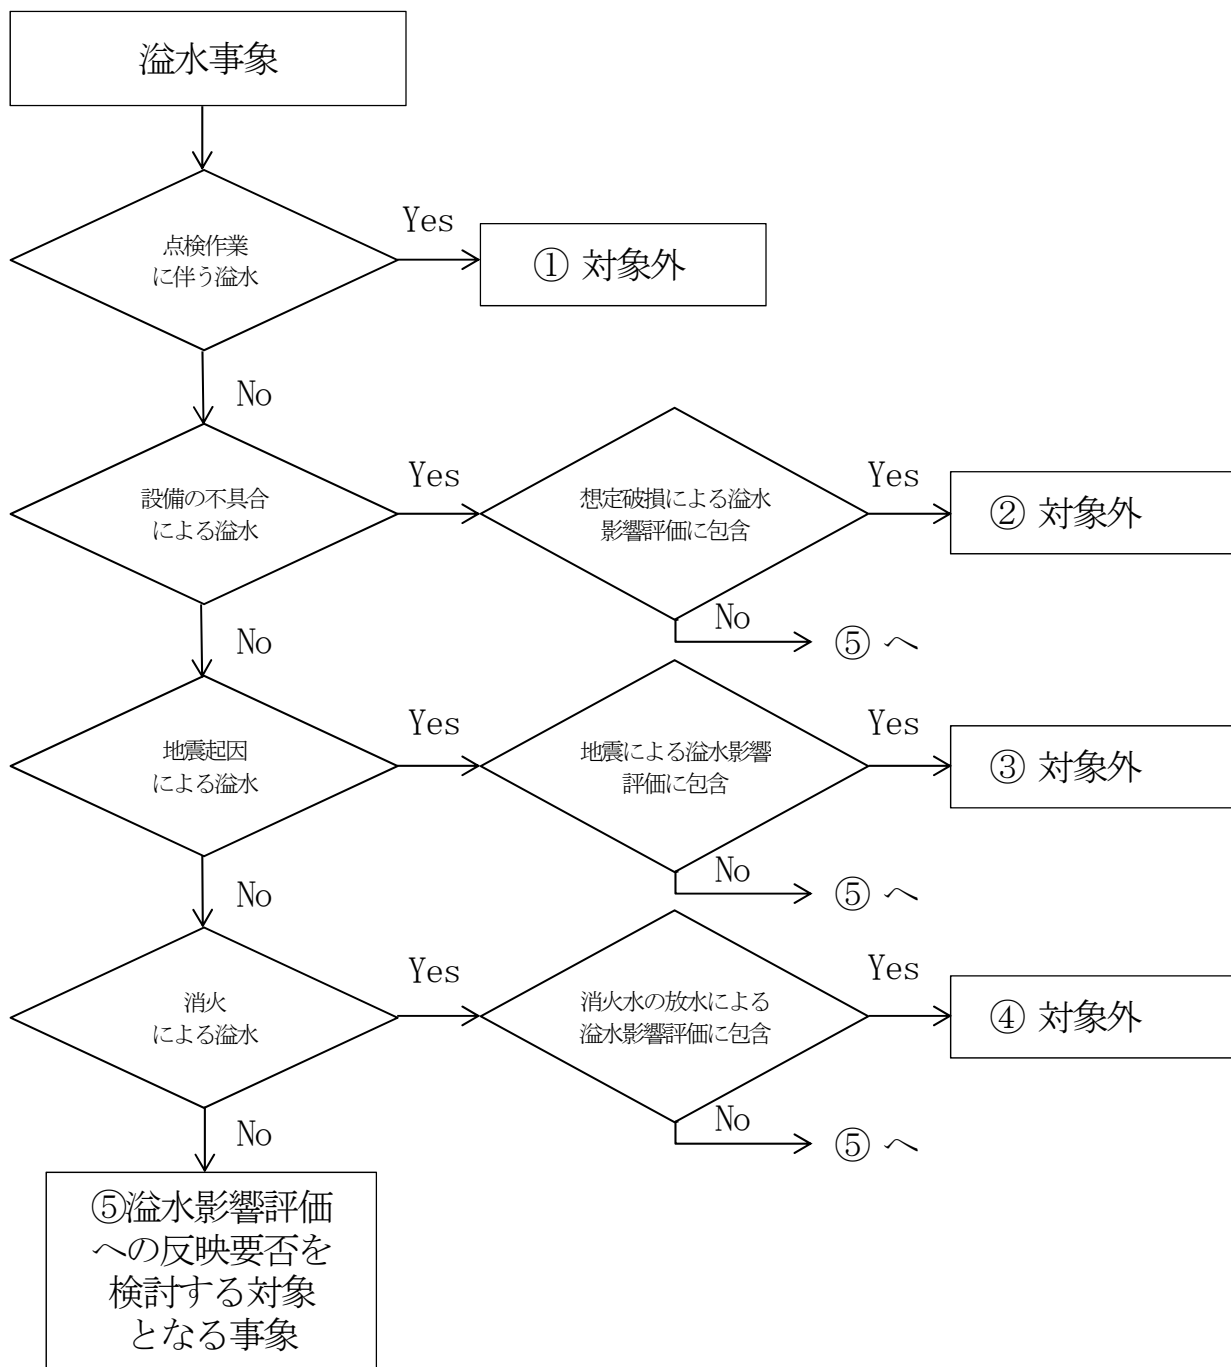 溢水事象
点検作業
に伴う溢水
Yes
① 対象外
No
設備の不具合
による溢水
Yes
想定破損による溢水
影響評価に包含
Yes
② 対象外
No
⑤ へ
No
地震起因
による溢水
Yes
地震による溢水影響
評価に包含
Yes
③ 対象外
No
⑤ へ
No
消火
による溢水
Yes
消火水の放水による
溢水影響評価に包含
Yes
④ 対象外
No
⑤ へ
No
⑤溢水影響評価
への反映要否を
検討する対象
となる事象